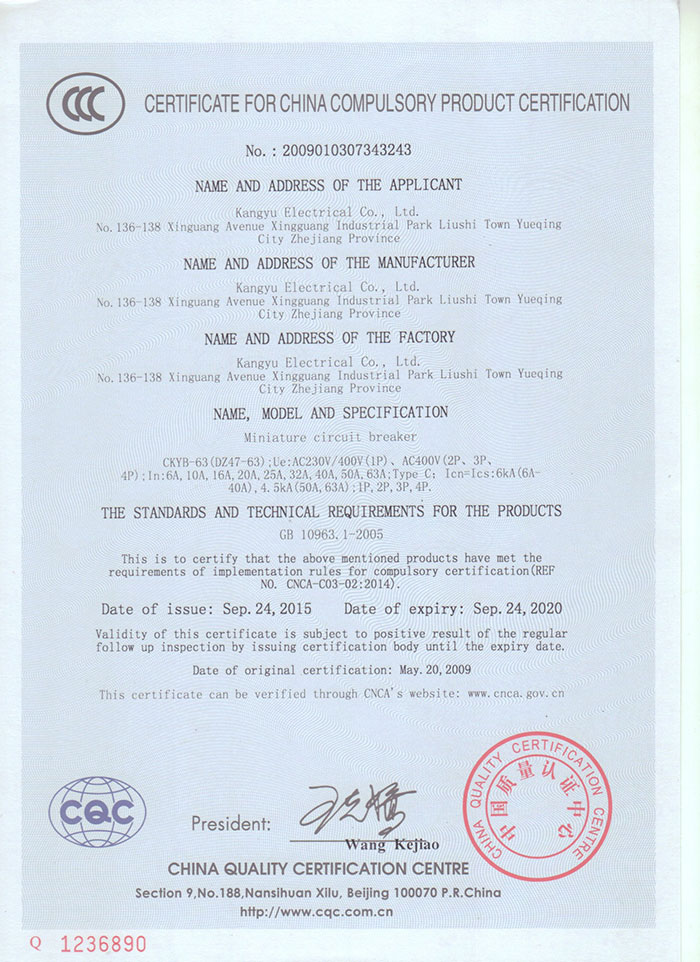 CCC
CERTIFICATE FOR CHINA COMPULSORY PRODUCT CERTIFICATION
No.: 2009010307343243
NAME AND ADDRESS OF THE APPLICANT
Kangyu Electrical Co., Ltd.
No.136-138 Xinguang Avenue Xingguang Industrial Park Liushi Town Yueqing
City Zhejiang Province
NAME AND ADDRESS OF THE MANUFACTURER
Kangyu Electrical Co., Ltd.
No.136-138 Xinguang Avenue Xingguang Industrial Park Liushi Town Yueqing
City Zhejiang Province
NAME AND ADDRESS OF THE FACTORY
Kangyu Electrical Co., Ltd.
No.136-138 Xinguang Avenue Xingguang Industrial Park Liushi Town Yueqing
City Zhejiang Province
NAME, MODEL AND SPECIFICATION
Miniature circuit breaker
CKYB-63(DZ47-63);Ue:AC230V/400V(1P)、AC400V(2P、3P、
4P);In:6A,10A,16A,20A,25A,32A,40A,50A,63A;Type C; Icn=Ics:6kA(6A-
40A),4.5kA(50A,63A);1P,2P,3P,4P.
THE STANDARDS AND TECHNICAL REQUIREMENTS FOR THE PRODUCTS
GB 10963.1-2005
This is to certify that the above mentioned products have met the
requirements of implementation rules for compulsory certification(REF
NO. CNCA-C03-02:2014).
Date of issue: Sep.24,2015 Date of expiry: Sep.24,2020
Validity of this certificate is subject to positive result of the regular
follow up inspection by issuing certification body until the expiry date.
Date of original certification: May.20,2009
This certificate can be verified through CNCA's website: www.cnca.gov.cn
CHINA QUALITY CERTIFICATION CENTRE
中国质量认证中心
CQC
President:
王克娇
Wang Kejiao
CHINA QUALITY CERTIFICATION CENTRE
Section 9,No.188,Nansihuan Xilu, Beijing 100070 P.R.China
http://www.cqc.com.cn
Q 1236890